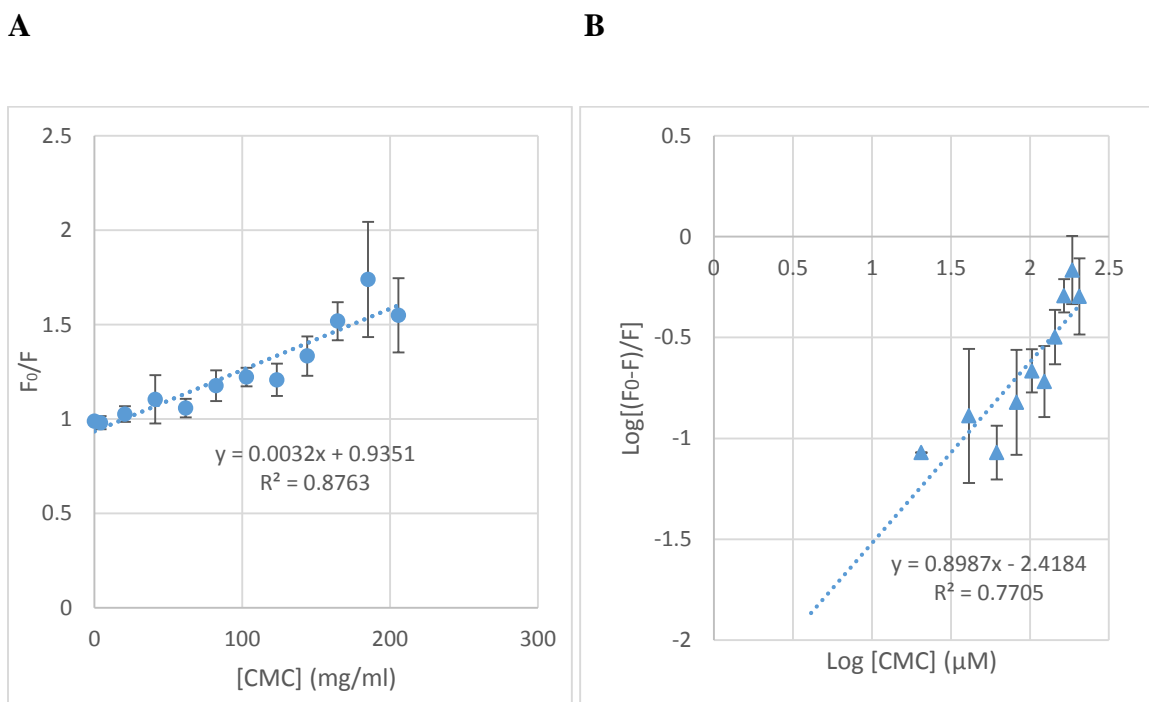 A
B
2.5
2
1.5
1
0.5
0
0
100
200
300
F₀/F
[CMC] (mg/ml)
y = 0.0032x + 0.9351
R² = 0.8763
0.5
0
-0.5
-1
-1.5
-2
0
0.5
1
1.5
2
2.5
Log[(F0-F)/F]
Log [CMC] (µM)
y = 0.8987x - 2.4184
R² = 0.7705